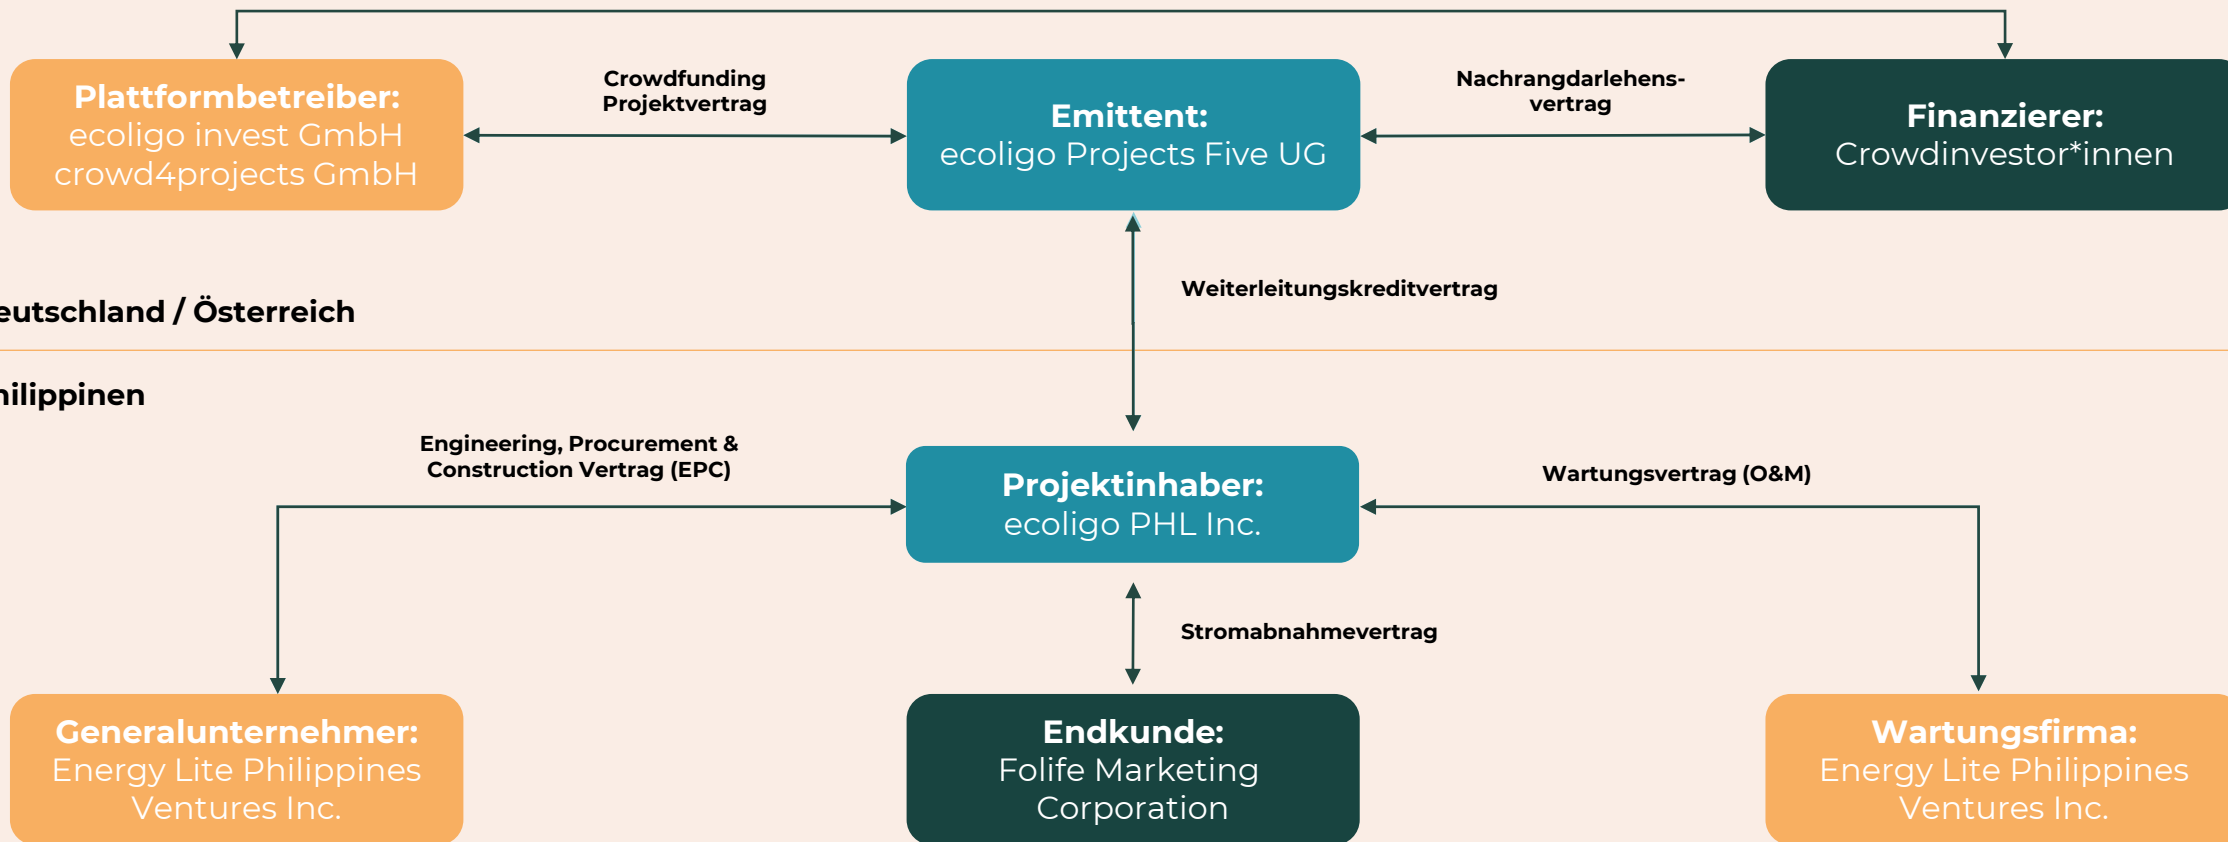 Plattformbetreiber:
ecoligo invest GmbH
crowd4projects GmbH
Crowdfunding
Projektvertrag
Emittent:
ecoligo Projects Five UG
Nachrangdarlehens-
vertrag
Finanzierer:
Crowdinvestor*innen
Weiterleitungskreditvertrag
eutschland / Österreich
hilippinen
Engineering, Procurement &
Construction Vertrag (EPC)
Projektinhaber:
ecoligo PHL Inc.
Wartungsvertrag (O&M)
Stromabnahmevertrag
Generalunternehmer:
Energy Lite Philippines
Ventures Inc.
Endkunde:
Folife Marketing
Corporation
Wartungsfirma:
Energy Lite Philippines
Ventures Inc.